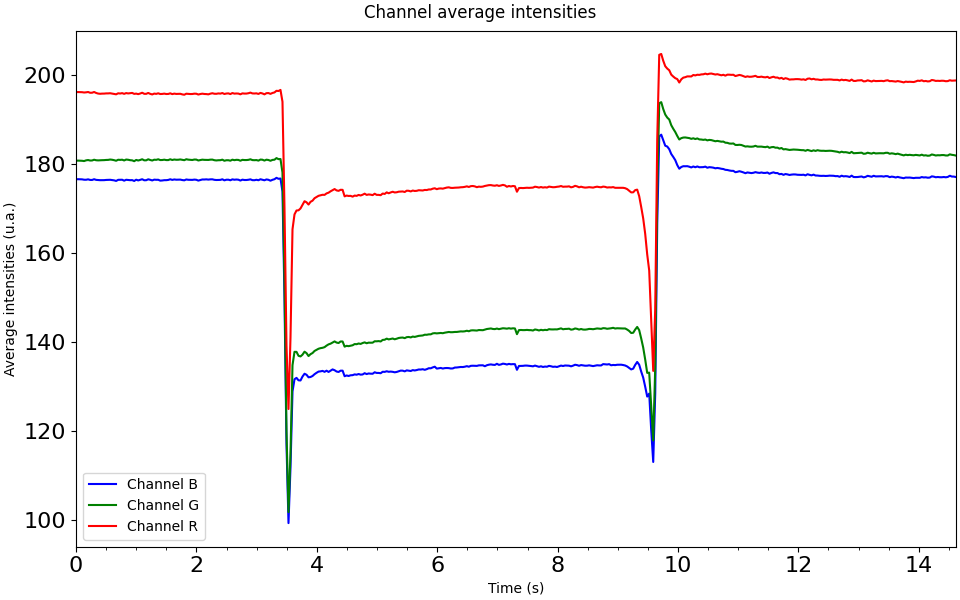 Channel average intensities
Average intensities (u.a.)
200
180
160
140
120
100
Channel B
Channel G
Channel R
0 2 4 6 8 10 12 14
Time (s)